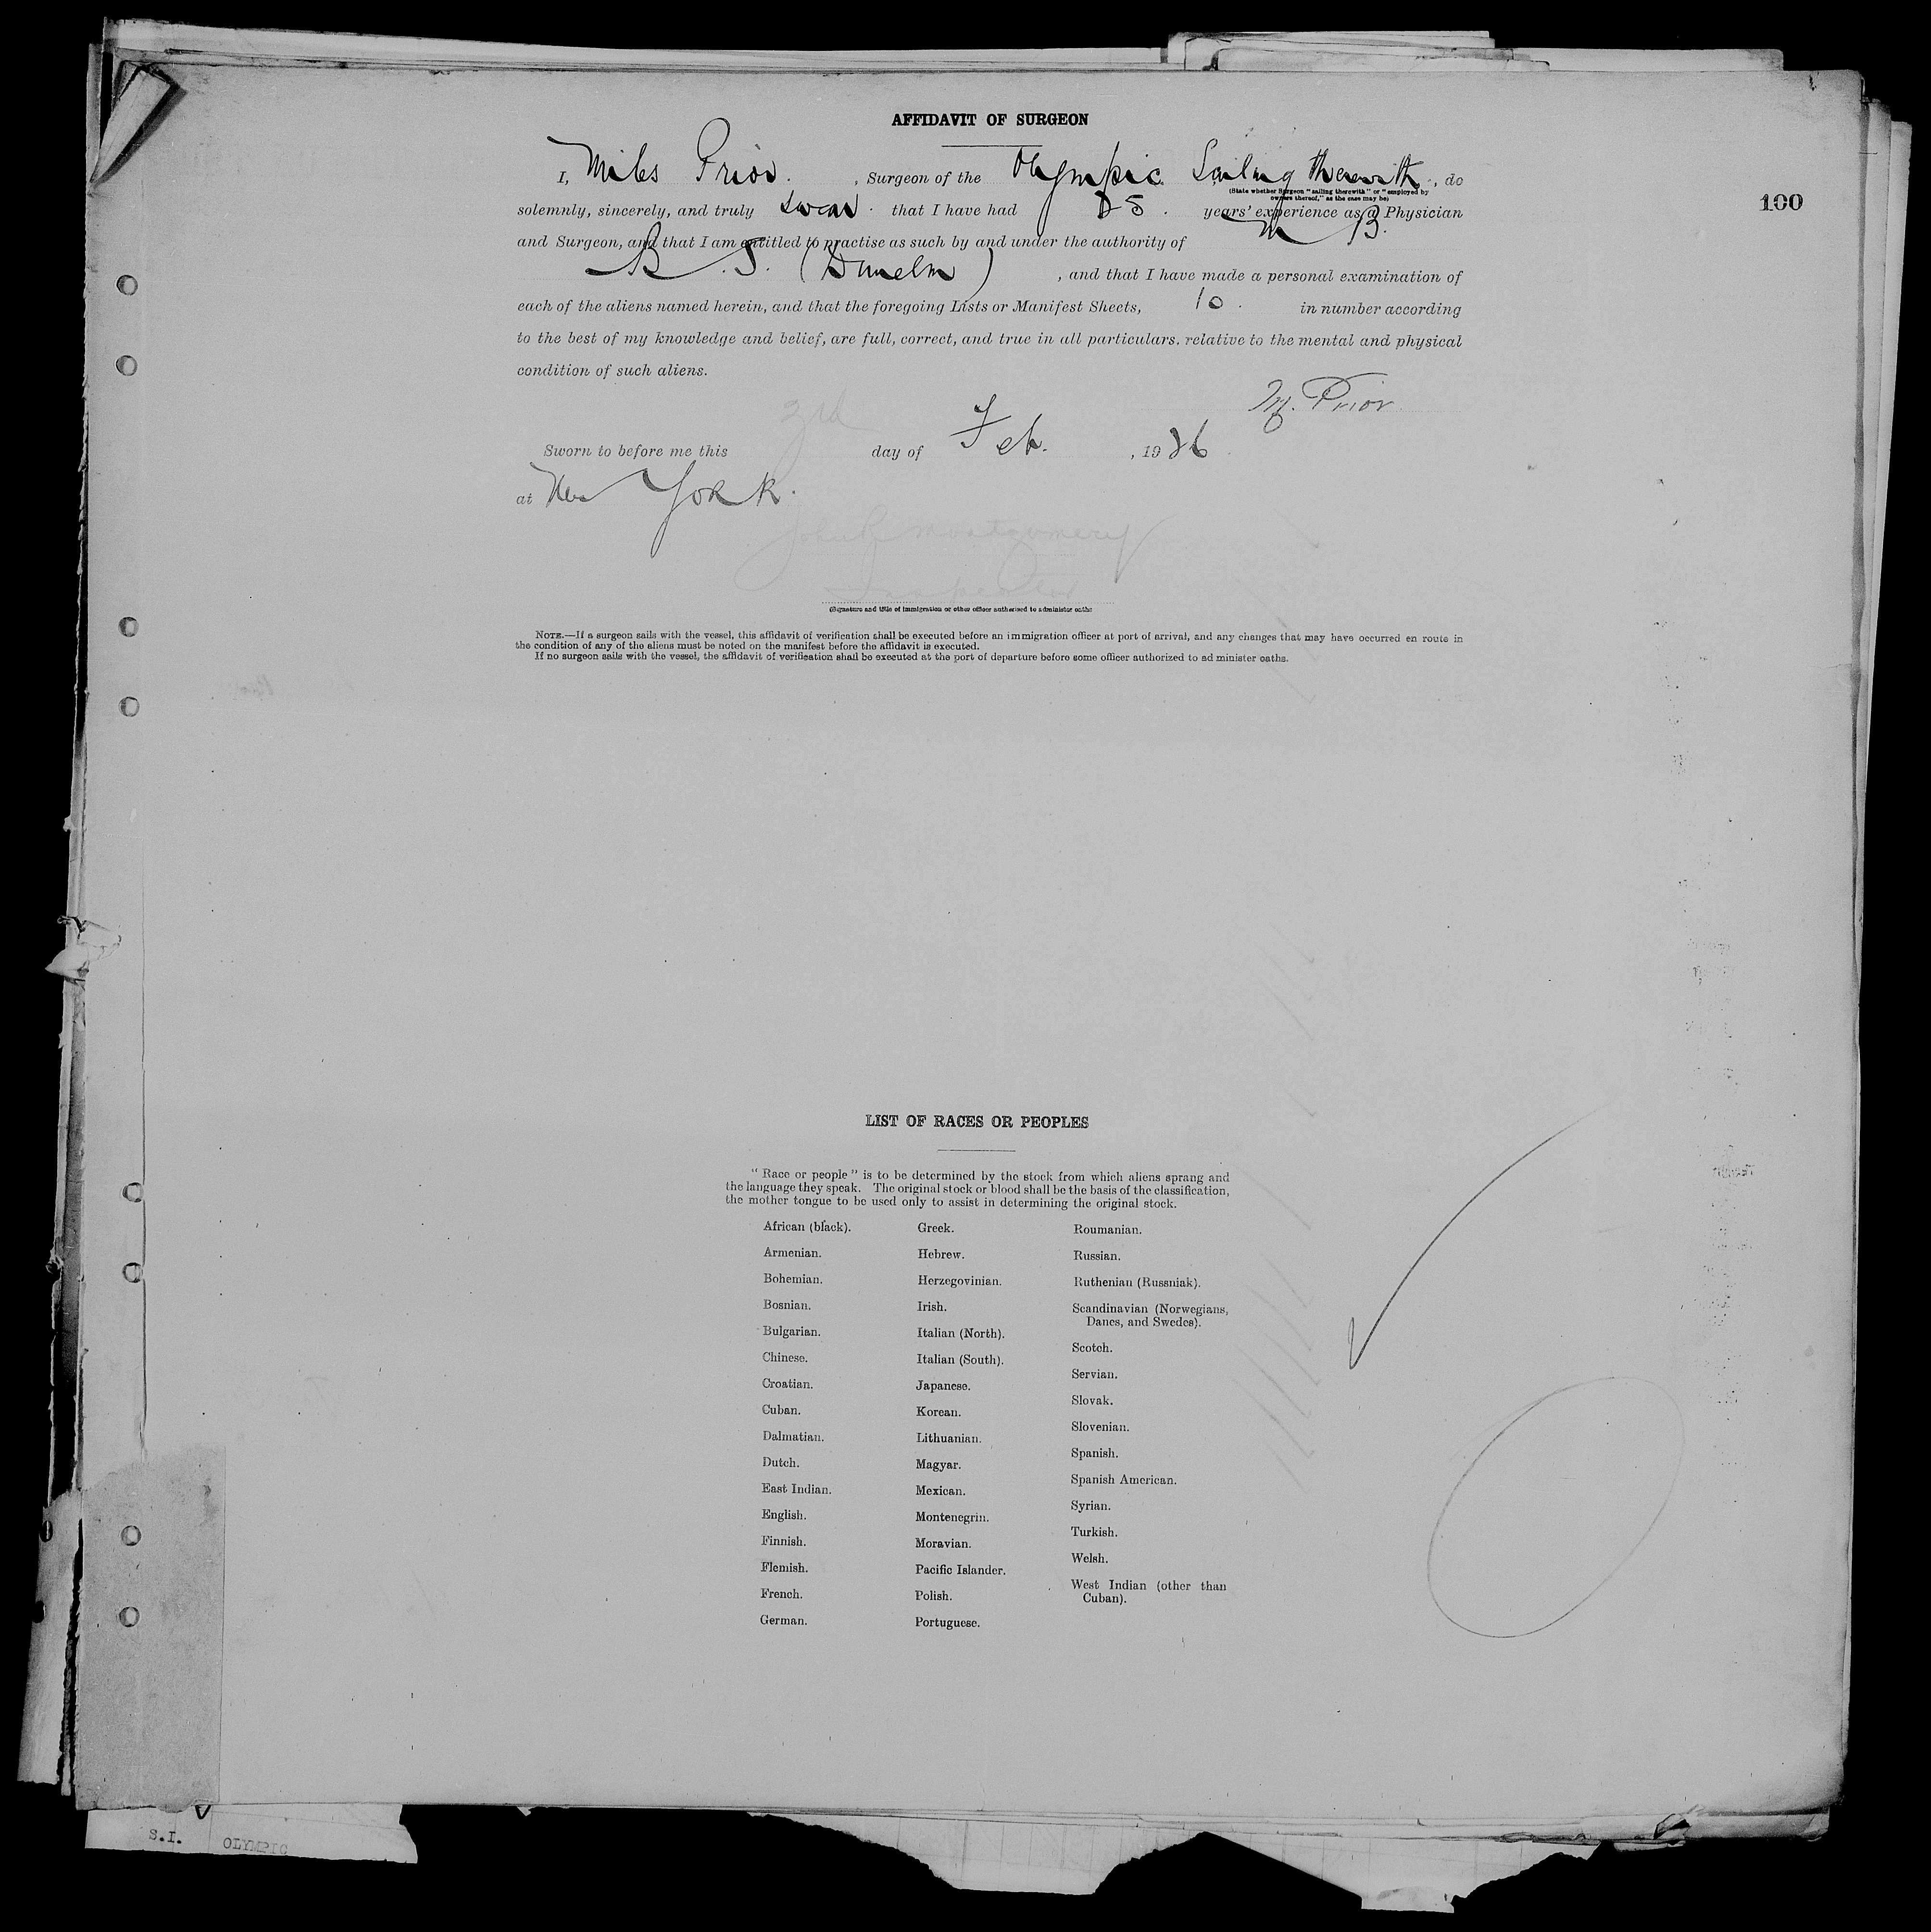 AFFIDAVIT OF SURGEON
I, Miles Prior. , Surgeon of the Olympic Sailing therewith, do
(State whether Surgeon "sailing therewith" or "employed by
owners thereof," as the case may be)
100
solemnly, sincerely, and truly swear. that I have had 25. years' experience as a Physician
and Surgeon, and that I am entitled to practise as such by and under the authority of M B.
B.S. (Dunelm) , and that I have made a personal examination of
each of the aliens named herein, and that the foregoing Lists or Manifest Sheets, 10. in number according
to the best of my knowledge and belief, are full, correct, and true in all particulars, relative to the mental and physical
condition of such aliens.
M. Prior
Sworn to before me this 3rd day of Feb. , 1926
at New York.
John R Montgomery
Inspector
(Signature and title of immigration or other officer authorised to administer oaths
NOTE.—If a surgeon sails with the vessel, this affidavit of verification shall be executed before an immigration officer at port of arrival, and any changes that may have occurred en route in
the condition of any of the aliens must be noted on the manifest before the affidavit is executed.
If no surgeon sails with the vessel, the affidavit of verification shall be executed at the port of departure before some officer authorized to administer oaths.
LIST OF RACES OR PEOPLES
"Race or people" is to be determined by the stock from which aliens sprang and
the language they speak. The original stock or blood shall be the basis of the classification,
the mother tongue to be used only to assist in determining the original stock.
African (black).
Armenian.
Bohemian.
Bosnian.
Bulgarian.
Chinese.
Croatian.
Cuban.
Dalmatian.
Dutch.
East Indian.
English.
Finnish.
Flemish.
French.
German.
Greek.
Hebrew.
Herzegovinian.
Irish.
Italian (North).
Italian (South).
Japanese.
Korean.
Lithuanian.
Magyar.
Mexican.
Montenegrin.
Moravian.
Pacific Islander.
Polish.
Portuguese.
Roumanian.
Russian.
Ruthenian (Russniak).
Scandinavian (Norwegians,
Danes, and Swedes).
Scotch.
Servian.
Slovak.
Slovenian.
Spanish.
Spanish American.
Syrian.
Turkish.
Welsh.
West Indian (other than
Cuban).
S.I. OLYMPIC